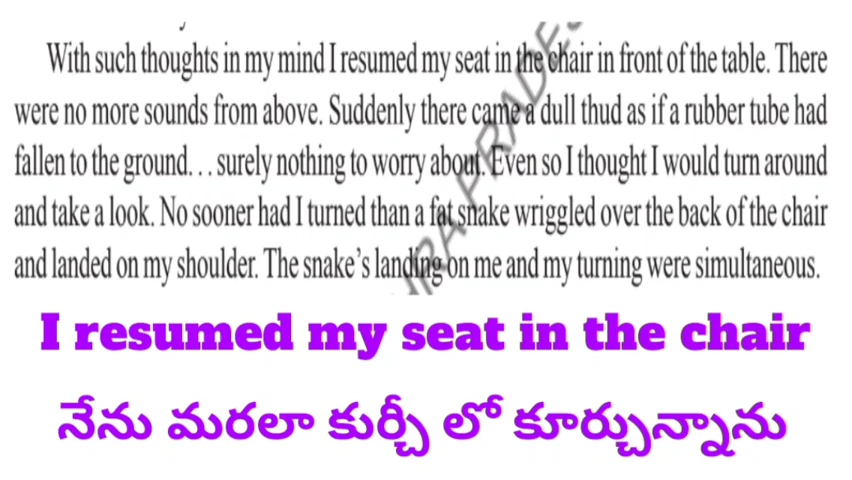 With such thoughts in my mind I resumed my seat in the chair in front of the table. There
were no more sounds from above. Suddenly there came a dull thud as if a rubber tube had
fallen to the ground. . . surely nothing to worry about. Even so I thought I would turn around
and take a look. No sooner had I turned than a fat snake wriggled over the back of the chair
and landed on my shoulder. The snake's landing on me and my turning were simultaneous.
I resumed my seat in the chair
నేను మరలా కుర్చీ లో కూర్చున్నాను